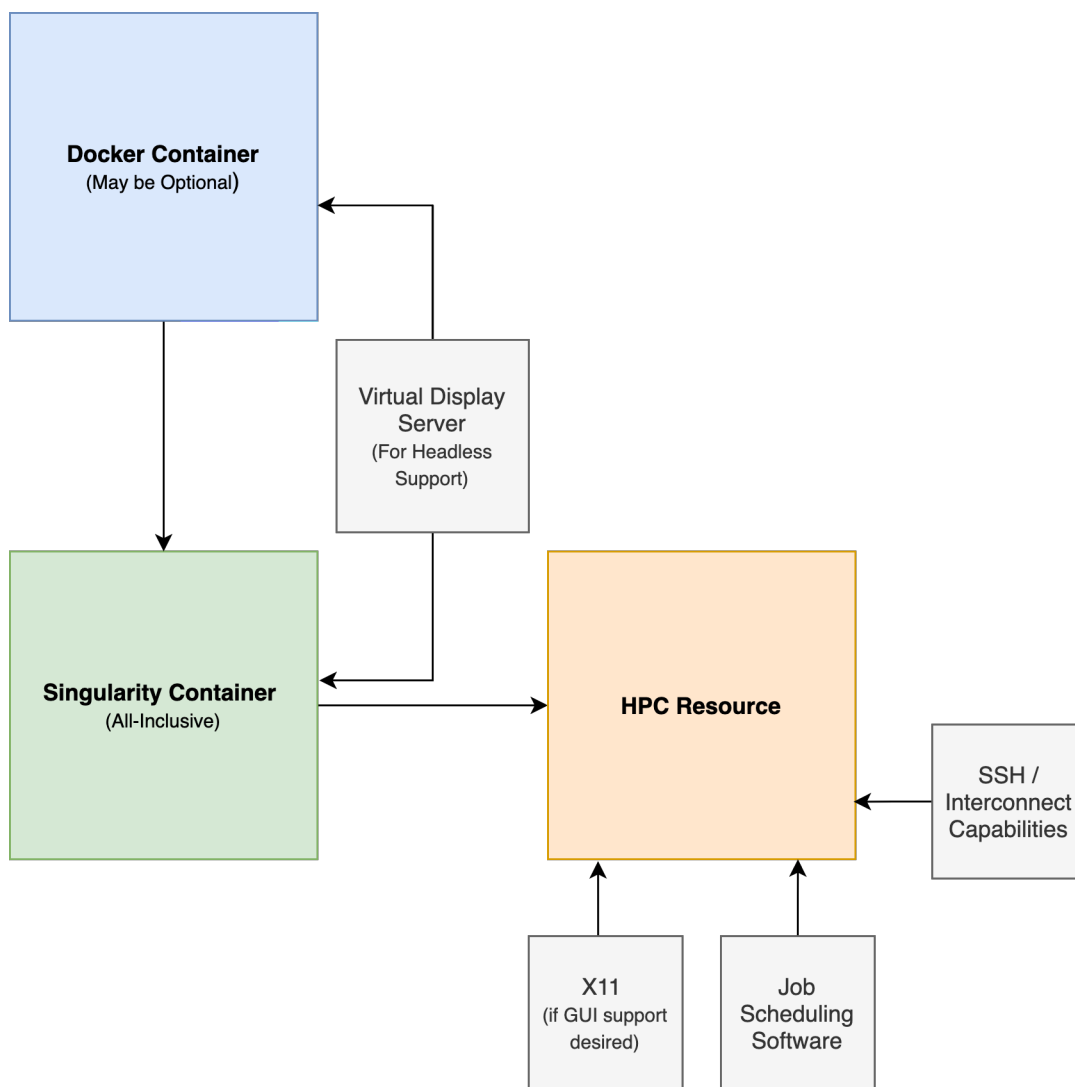 Docker Container
(May be Optional)
Virtual Display
Server
(For Headless
Support)
Singularity Container
(All-Inclusive)
HPC Resource
SSH /
Interconnect
Capabilities
X11
(if GUI support
desired)
Job
Scheduling
Software